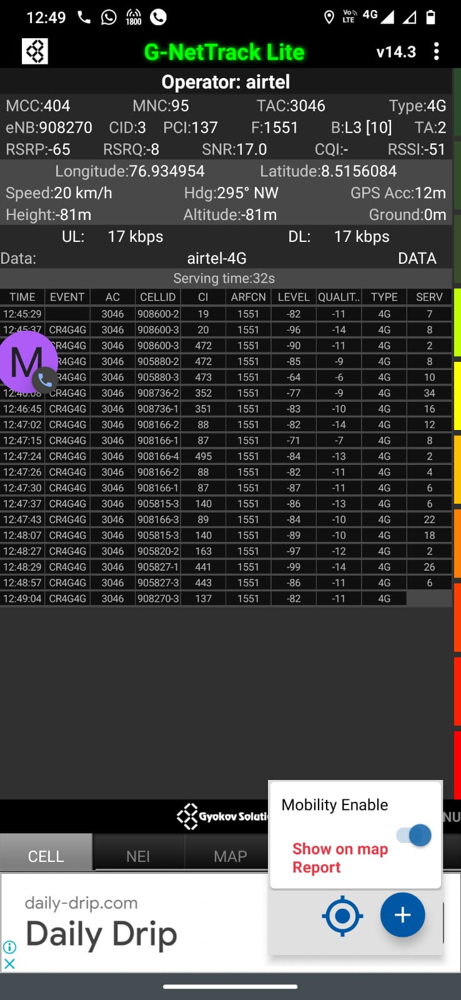 12:49 1800 Vo LTE 4G
G-NetTrack Lite v14.3
Operator: airtel
MCC:404 MNC:95 TAC:3046 Type:4G
eNB:908270 CID:3 PCI:137 F:1551 B:L3 [10] TA:2
RSRP:-65 RSRQ:-8 SNR:17.0 CQI:- RSSI:-51
Longitude:76.934954 Latitude:8.5156084
Speed:20 km/h Hdg:295° NW GPS Acc:12m
Height:-81m Altitude:-81m Ground:0m
UL: 17 kbps DL: 17 kbps
Data: airtel-4G DATA
Serving time:32s
TIME EVENT AC CELLID CI ARFCN LEVEL QUALIT.. TYPE SERV
12:45:29 3046 908600-2 19 1551 -82 -11 4G 7
12:45:37 CR4G4G 3046 908600-3 20 1551 -96 -14 4G 8
R4G4G 3046 908600-3 472 1551 -90 -11 4G 2
R4G4G 3046 905880-2 472 1551 -85 -9 4G 8
R4G4G 3046 905880-3 473 1551 -64 -6 4G 10
M
12:46:08 CR4G4G 3046 908736-2 352 1551 -77 -9 4G 34
12:46:45 CR4G4G 3046 908736-1 351 1551 -83 -10 4G 16
12:47:02 CR4G4G 3046 908166-2 88 1551 -82 -14 4G 12
12:47:15 CR4G4G 3046 908166-1 87 1551 -71 -7 4G 8
12:47:24 CR4G4G 3046 908166-4 495 1551 -84 -13 4G 2
12:47:26 CR4G4G 3046 908166-2 88 1551 -82 -11 4G 4
12:47:30 CR4G4G 3046 908166-1 87 1551 -87 -11 4G 6
12:47:37 CR4G4G 3046 905815-3 140 1551 -86 -13 4G 6
12:47:43 CR4G4G 3046 908166-3 89 1551 -84 -10 4G 22
12:48:07 CR4G4G 3046 905815-3 140 1551 -89 -10 4G 18
12:48:27 CR4G4G 3046 905820-2 163 1551 -97 -12 4G 2
12:48:29 CR4G4G 3046 905827-1 441 1551 -99 -14 4G 26
12:48:57 CR4G4G 3046 905827-3 443 1551 -86 -11 4G 6
12:49:04 CR4G4G 3046 908270-3 137 1551 -82 -11 4G
Mobility Enable
Gyokov Soluti NU
Show on map
Report
CELL NEI MAP
daily-drip.com
Daily Drip